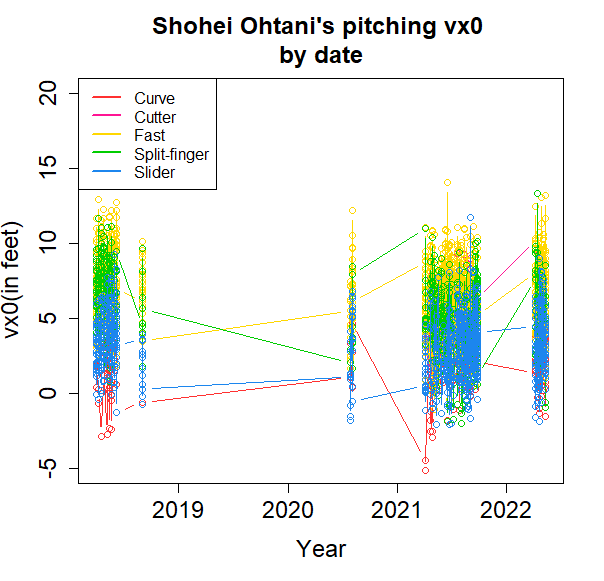 Shohei Ohtani's pitching vx0
by date
Curve
Cutter
Fast
Split-finger
Slider
vx0(in feet)
20
15
10
5
0
-5
2019
2020
2021
2022
Year